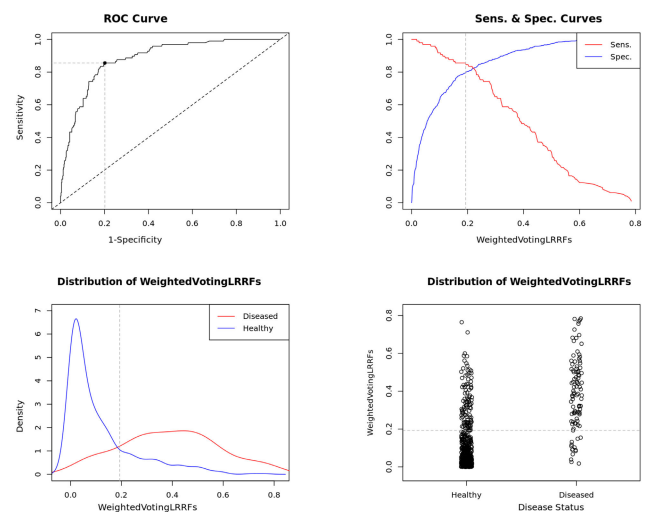 ROC Curve
Sensitivity
1.0
0.8
0.6
0.4
0.2
0.0
0.0 0.2 0.4 0.6 0.8 1.0
1-Specificity
Sens. & Spec. Curves
1.0
0.8
0.6
0.4
0.2
0.0
Sens.
Spec.
0.0 0.2 0.4 0.6 0.8
WeightedVotingLRRFs
Distribution of WeightedVotingLRRFs
Density
7
6
5
4
3
2
1
0
Diseased
Healthy
0.0 0.2 0.4 0.6 0.8
WeightedVotingLRRFs
Distribution of WeightedVotingLRRFs
WeightedVotingLRRFs
0.8
0.6
0.4
0.2
0.0
Healthy Diseased
Disease Status